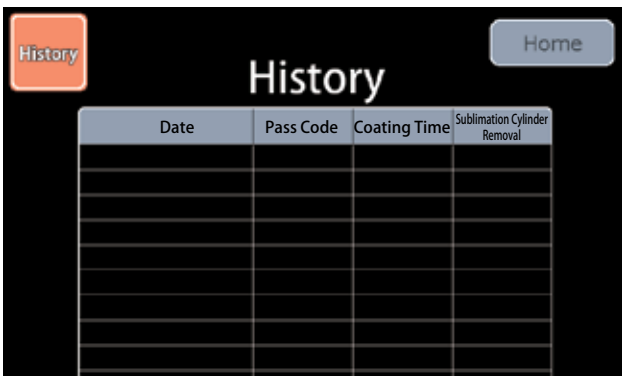 History
Home
History
Date
Pass Code
Coating Time
Sublimation Cylinder
Removal